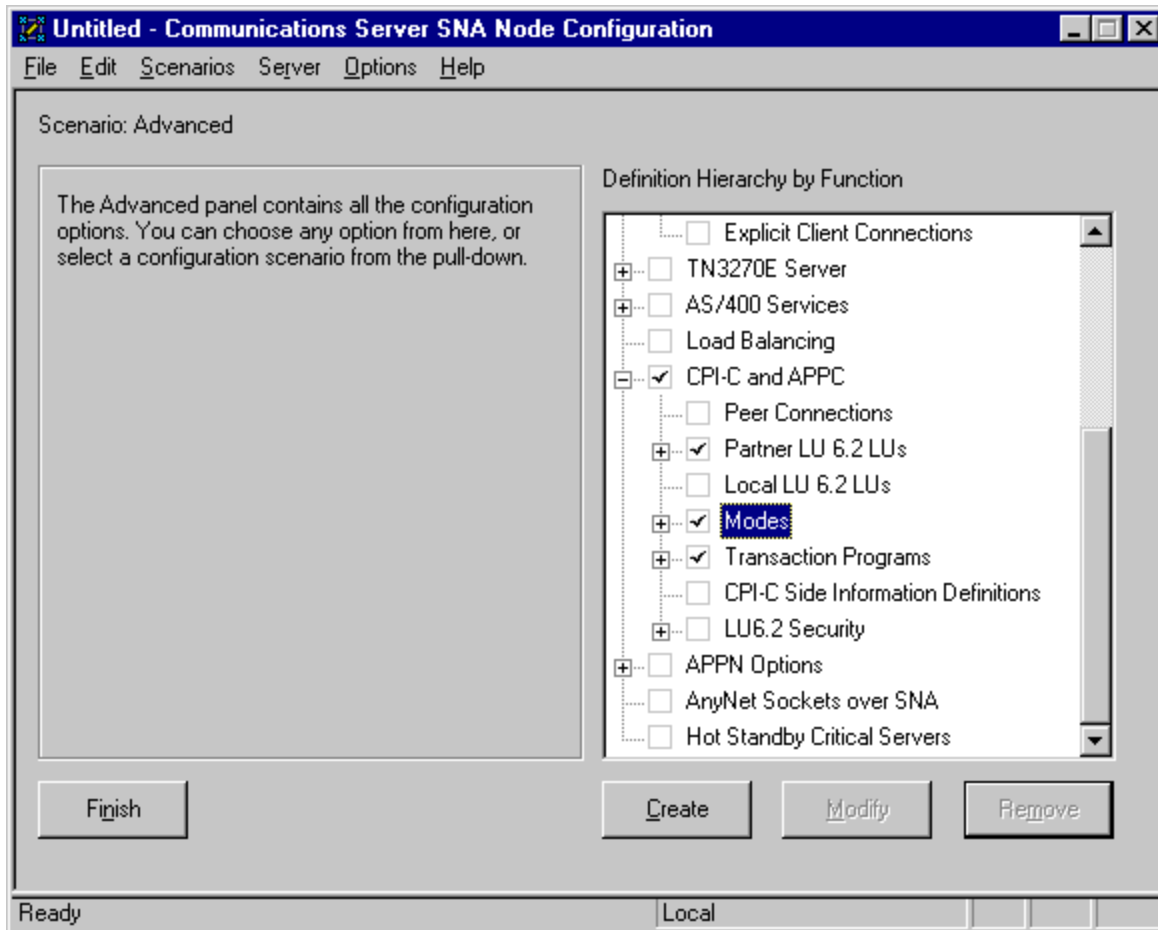 Untitled - Communications Server SNA Node Configuration
File Edit Scenarios Server Options Help
Scenario: Advanced
The Advanced panel contains all the configuration
options. You can choose any option from here, or
select a configuration scenario from the pull-down.
Definition Hierarchy by Function
Explicit Client Connections
TN3270E Server
AS/400 Services
Load Balancing
CPI-C and APPC
Peer Connections
Partner LU 6.2 LUs
Local LU 6.2 LUs
Modes
Transaction Programs
CPI-C Side Information Definitions
LU6.2 Security
APPN Options
AnyNet Sockets over SNA
Hot Standby Critical Servers
Finish
Create
Modify
Remove
Ready
Local